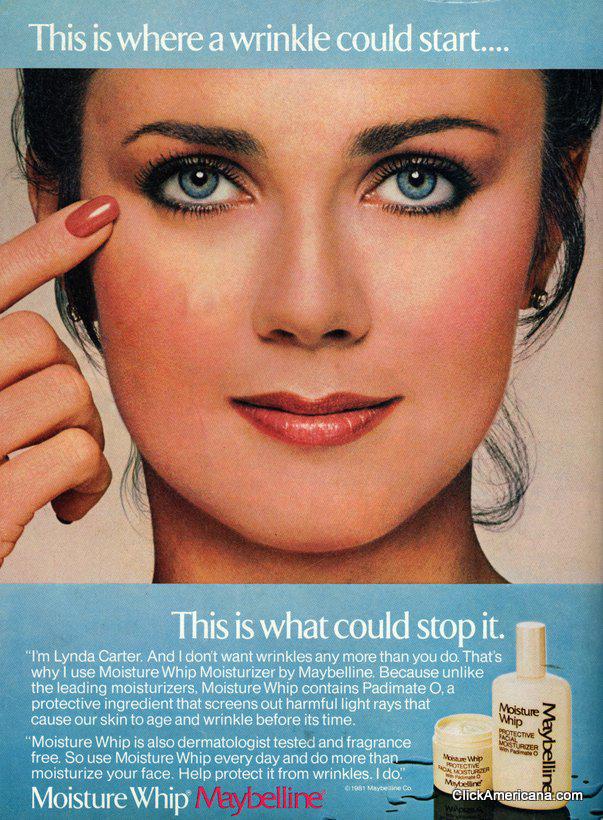 This is where a wrinkle could start....
This is what could stop it.
"I'm Lynda Carter. And I don't want wrinkles any more than you do. That's
why I use Moisture Whip Moisturizer by Maybelline. Because unlike
the leading moisturizers, Moisture Whip contains Padimate O, a
protective ingredient that screens out harmful light rays that
cause our skin to age and wrinkle before its time.
"Moisture Whip is also dermatologist tested and fragrance
free. So use Moisture Whip every day and do more than
moisturize your face. Help protect it from wrinkles. I do."
© 1981 Maybelline Co.
Moisture Whip® Maybelline®
Moisture
Whip
PROTECTIVE
FACIAL
MOISTURIZER
With Padimate O
Maybelline
Moisture Whip
PROTECTIVE
FACIAL MOISTURIZER
With Padimate O
Maybelline
ClickAmericana.com